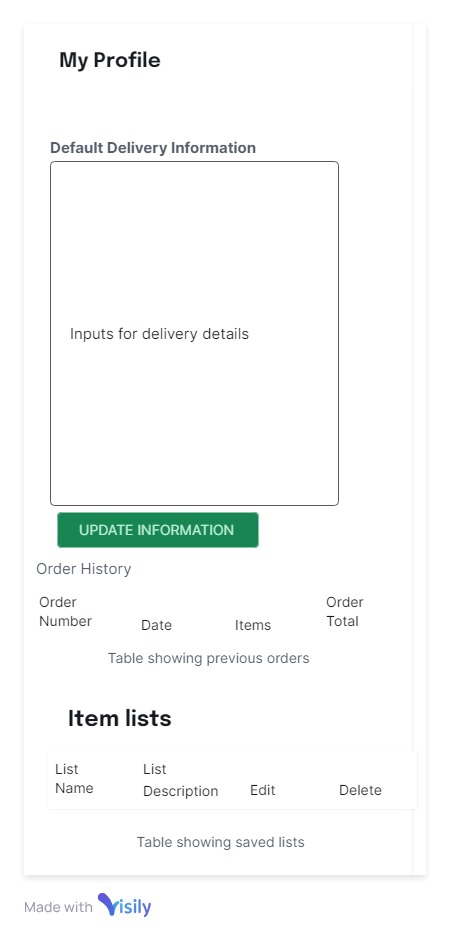 My Profile
Default Delivery Information
Inputs for delivery details
UPDATE INFORMATION
Order History
Order
Number
Date
Items
Order
Total
Table showing previous orders
Item lists
List
Name
List
Description
Edit
Delete
Table showing saved lists
Made with Visily